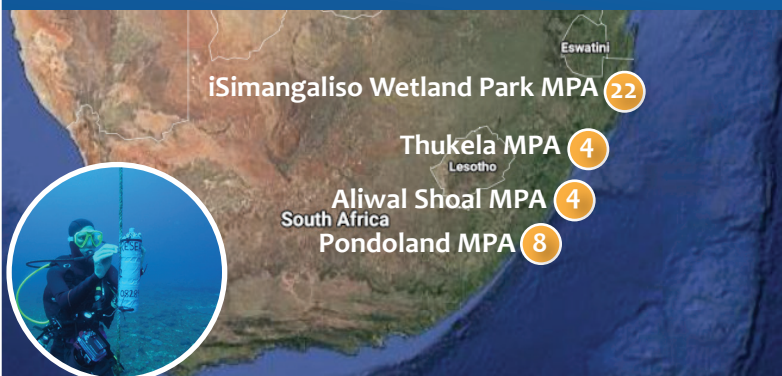 Eswatini
iSimangaliso Wetland Park MPA 22
Thukela MPA 4
Lesotho
Aliwal Shoal MPA 4
South Africa
Pondoland MPA 8